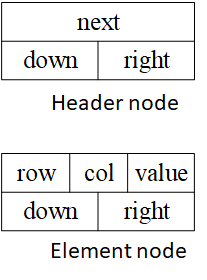 next
down right
Header node
row col value
down right
Element node